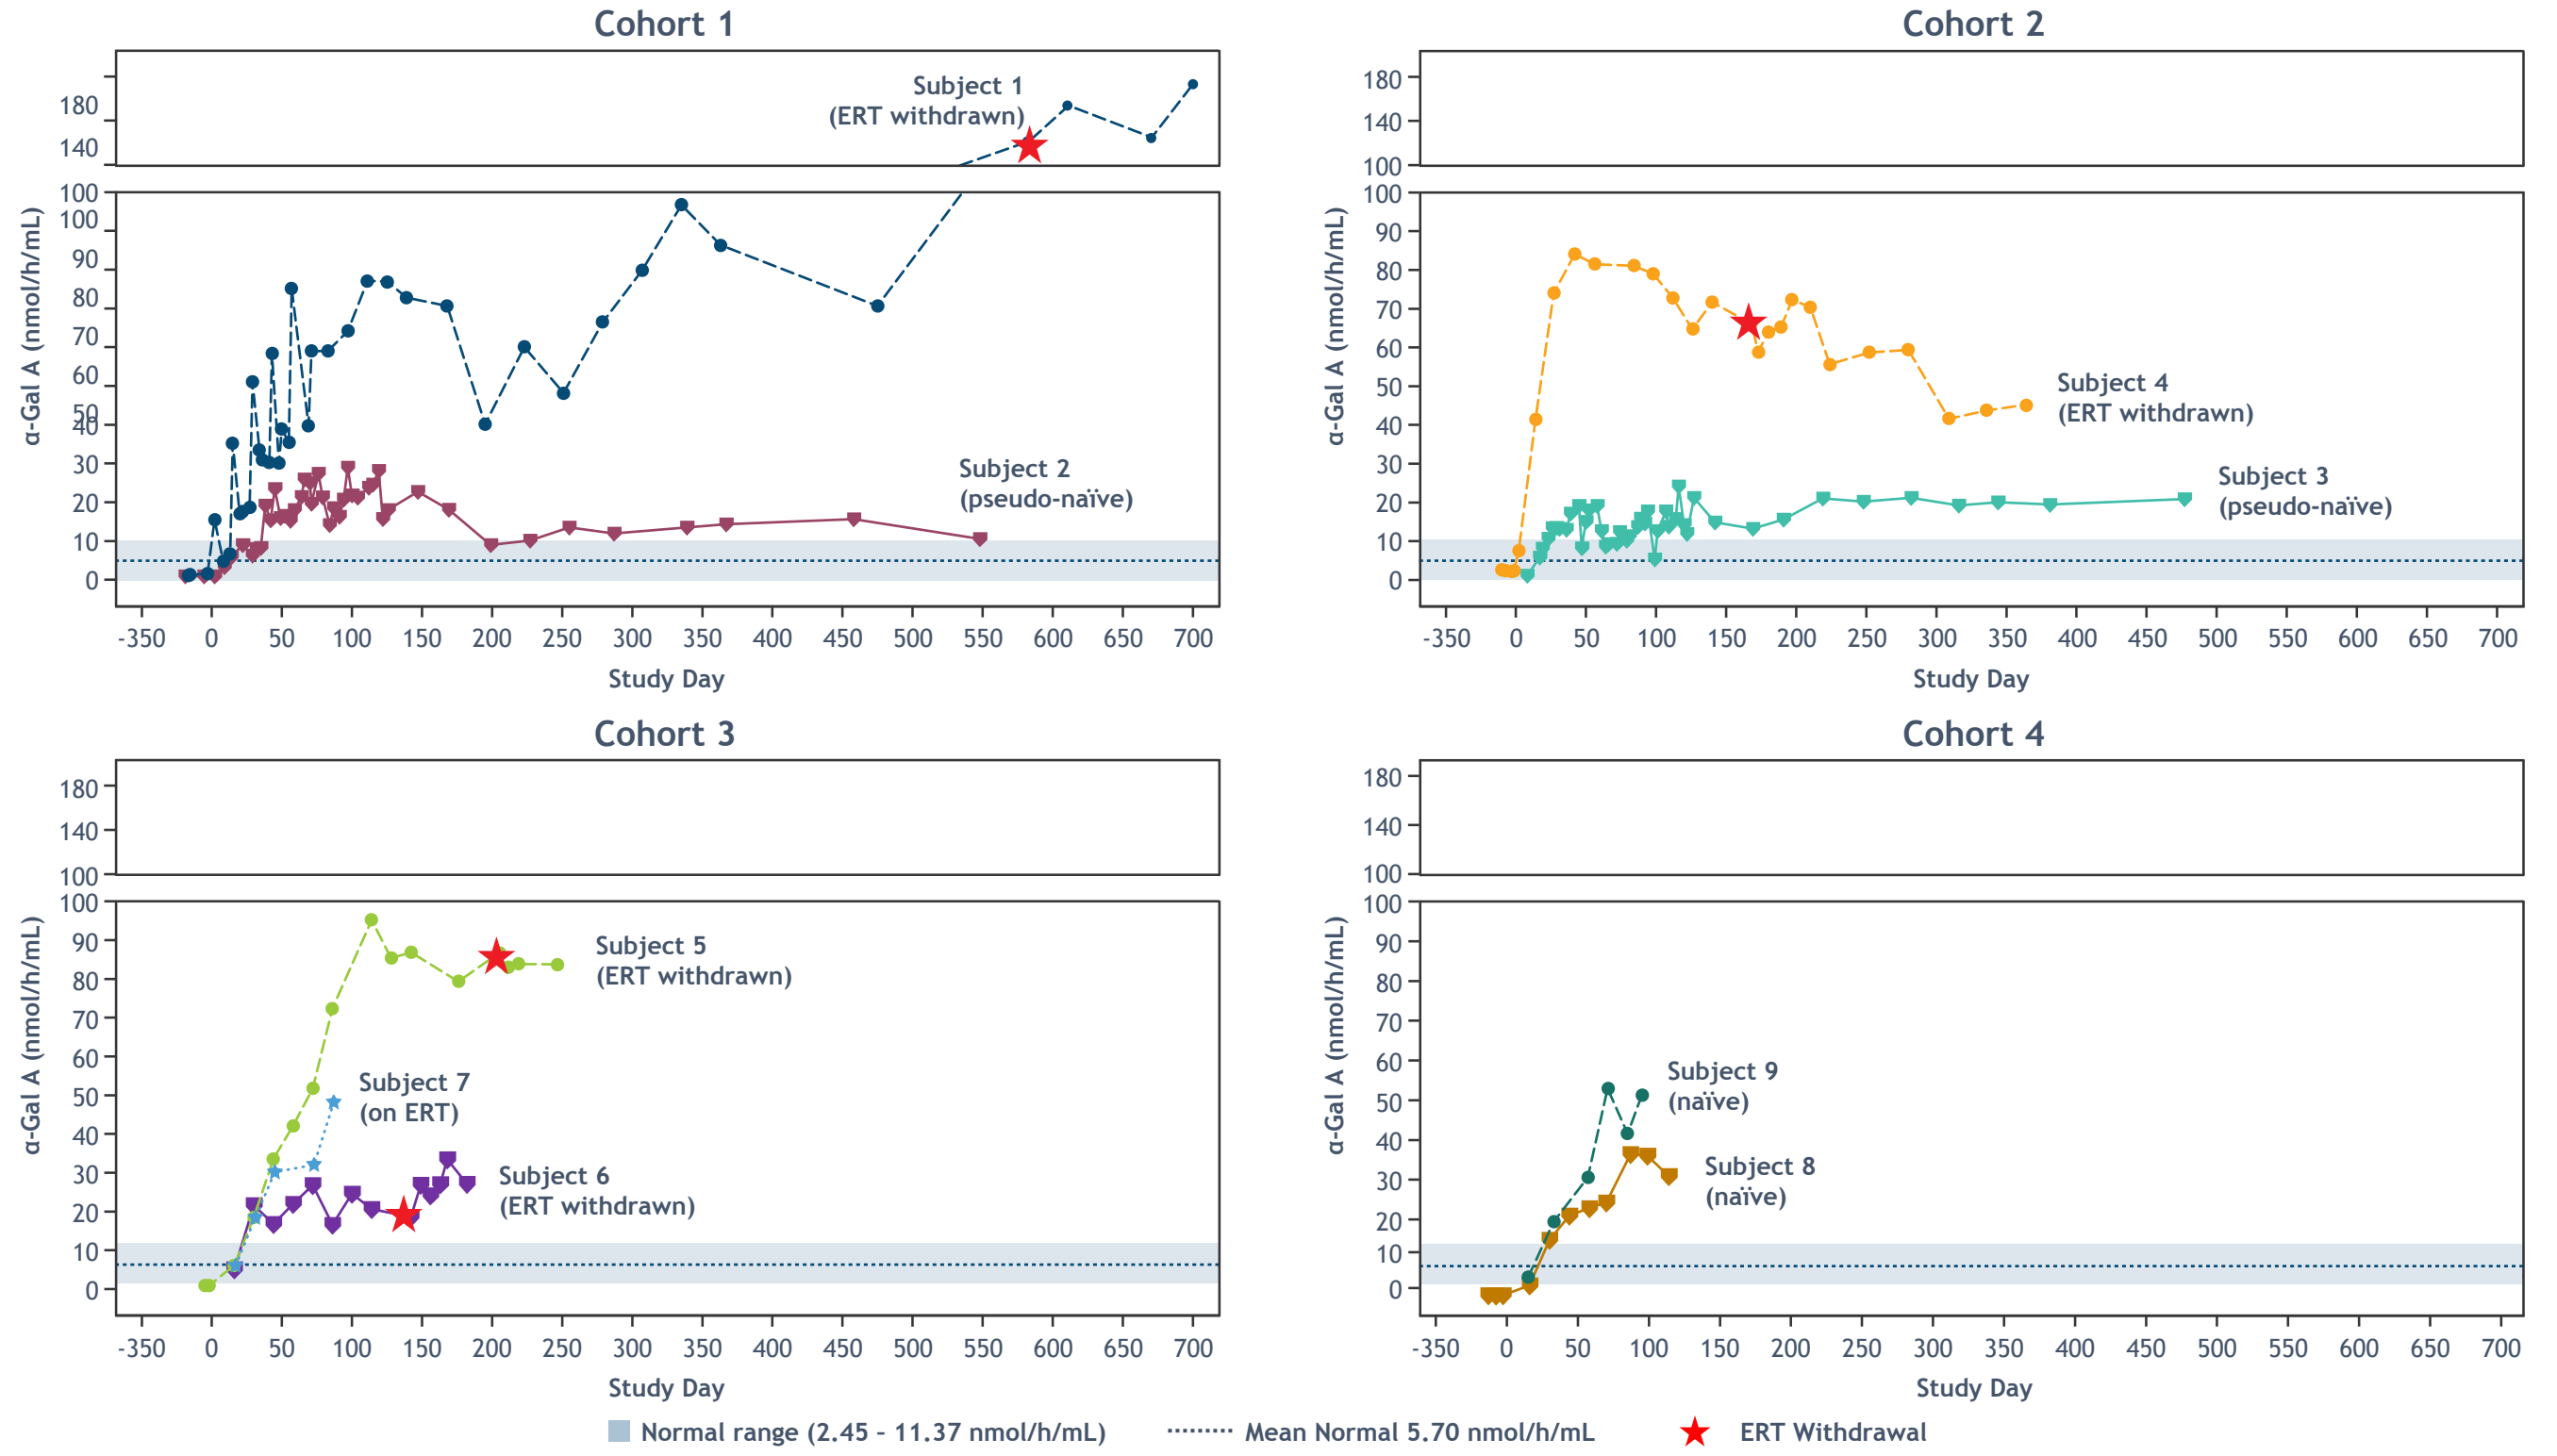 Cohort 1
180
140
100
100
90
80
70
60
50
40
30
20
10
0
α-Gal A (nmol/h/mL)
Subject 1
(ERT withdrawn)
Subject 2
(pseudo-naïve)
-350 0 50 100 150 200 250 300 350 400 450 500 550 600 650 700
Study Day
Cohort 2
180
140
100
100
90
80
70
60
50
40
30
20
10
0
α-Gal A (nmol/h/mL)
Subject 4
(ERT withdrawn)
Subject 3
(pseudo-naïve)
-350 0 50 100 150 200 250 300 350 400 450 500 550 600 650 700
Study Day
Cohort 3
180
140
100
100
90
80
70
60
50
40
30
20
10
0
α-Gal A (nmol/h/mL)
Subject 5
(ERT withdrawn)
Subject 7
(on ERT)
Subject 6
(ERT withdrawn)
-350 0 50 100 150 200 250 300 350 400 450 500 550 600 650 700
Study Day
Cohort 4
180
140
100
100
90
80
70
60
50
40
30
20
10
0
α-Gal A (nmol/h/mL)
Subject 9
(naïve)
Subject 8
(naïve)
-350 0 50 100 150 200 250 300 350 400 450 500 550 600 650 700
Study Day
Normal range (2.45 – 11.37 nmol/h/mL)
Mean Normal 5.70 nmol/h/mL
ERT Withdrawal